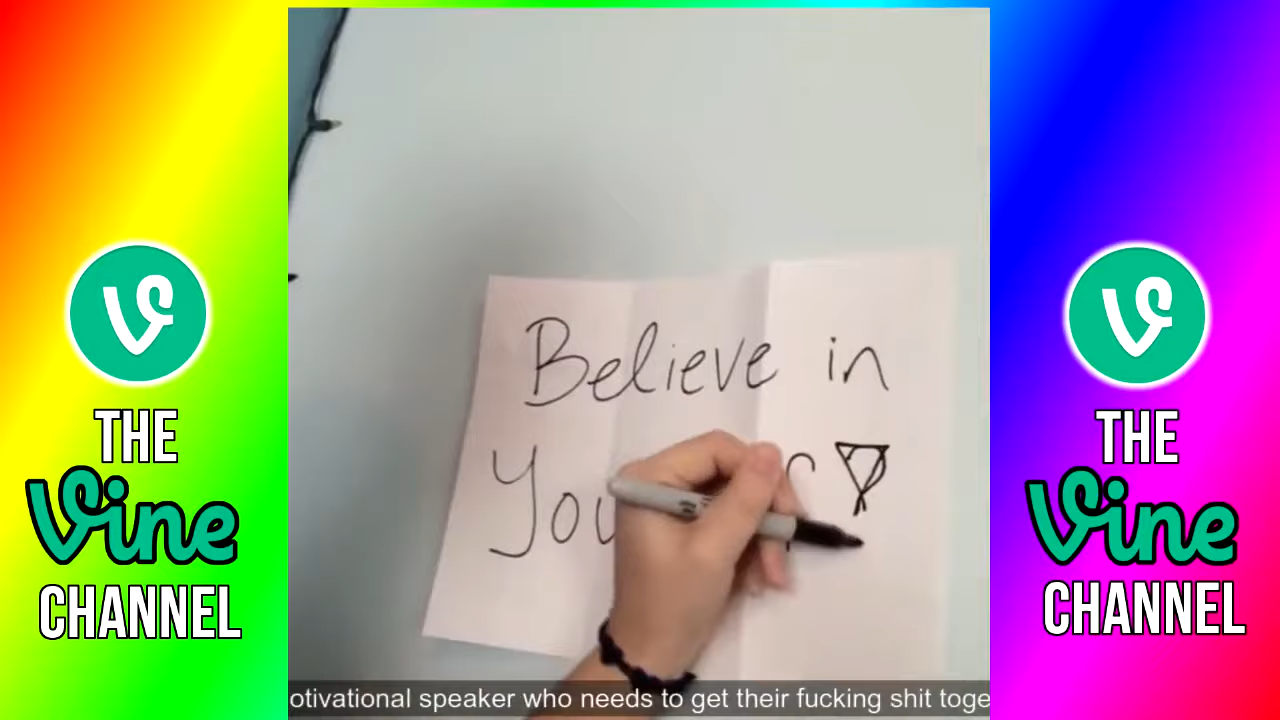 Believe in
You
THE
Vine
CHANNEL
THE
Vine
CHANNEL
otivational speaker who needs to get their fucking shit toge